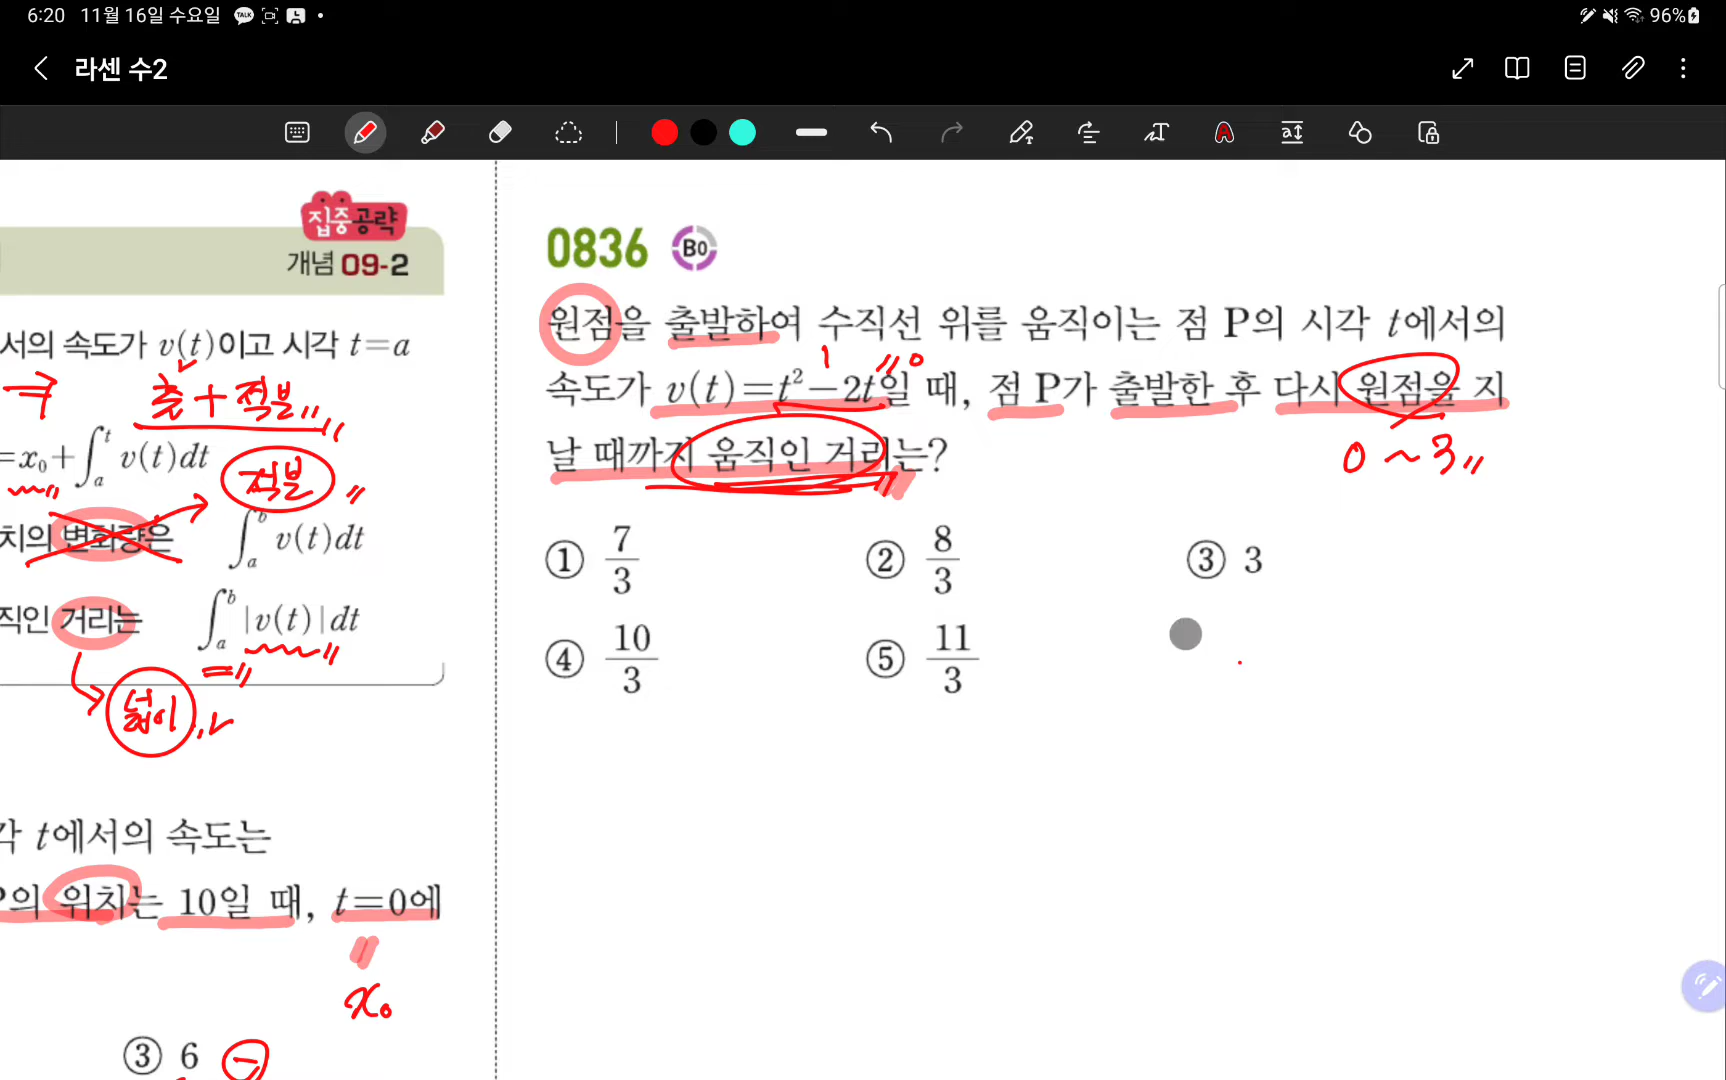 6:20 11월 16일 수요일 TALK
96%
라센 수2
집중공략
개념 09-2
서의 속도가 v(t)이고 시각 t=a
출 + 적분
=x₀+∫ₐᵗ v(t)dt
적분
치의 변화량은 ∫ₐᵇ v(t)dt
직인 거리는 ∫ₐᵇ |v(t)|dt
넓이
각 t에서의 속도는
P의 위치는 10일 때, t=0에
x₀
③ 6
0836 B0
원점을 출발하여 수직선 위를 움직이는 점 P의 시각 t에서의
1 0
속도가 v(t)=t²-2t일 때, 점 P가 출발한 후 다시 원점을 지
날 때까지 움직인 거리는?
0 ~ 3
① 7/3 ② 8/3 ③ 3
④ 10/3 ⑤ 11/3